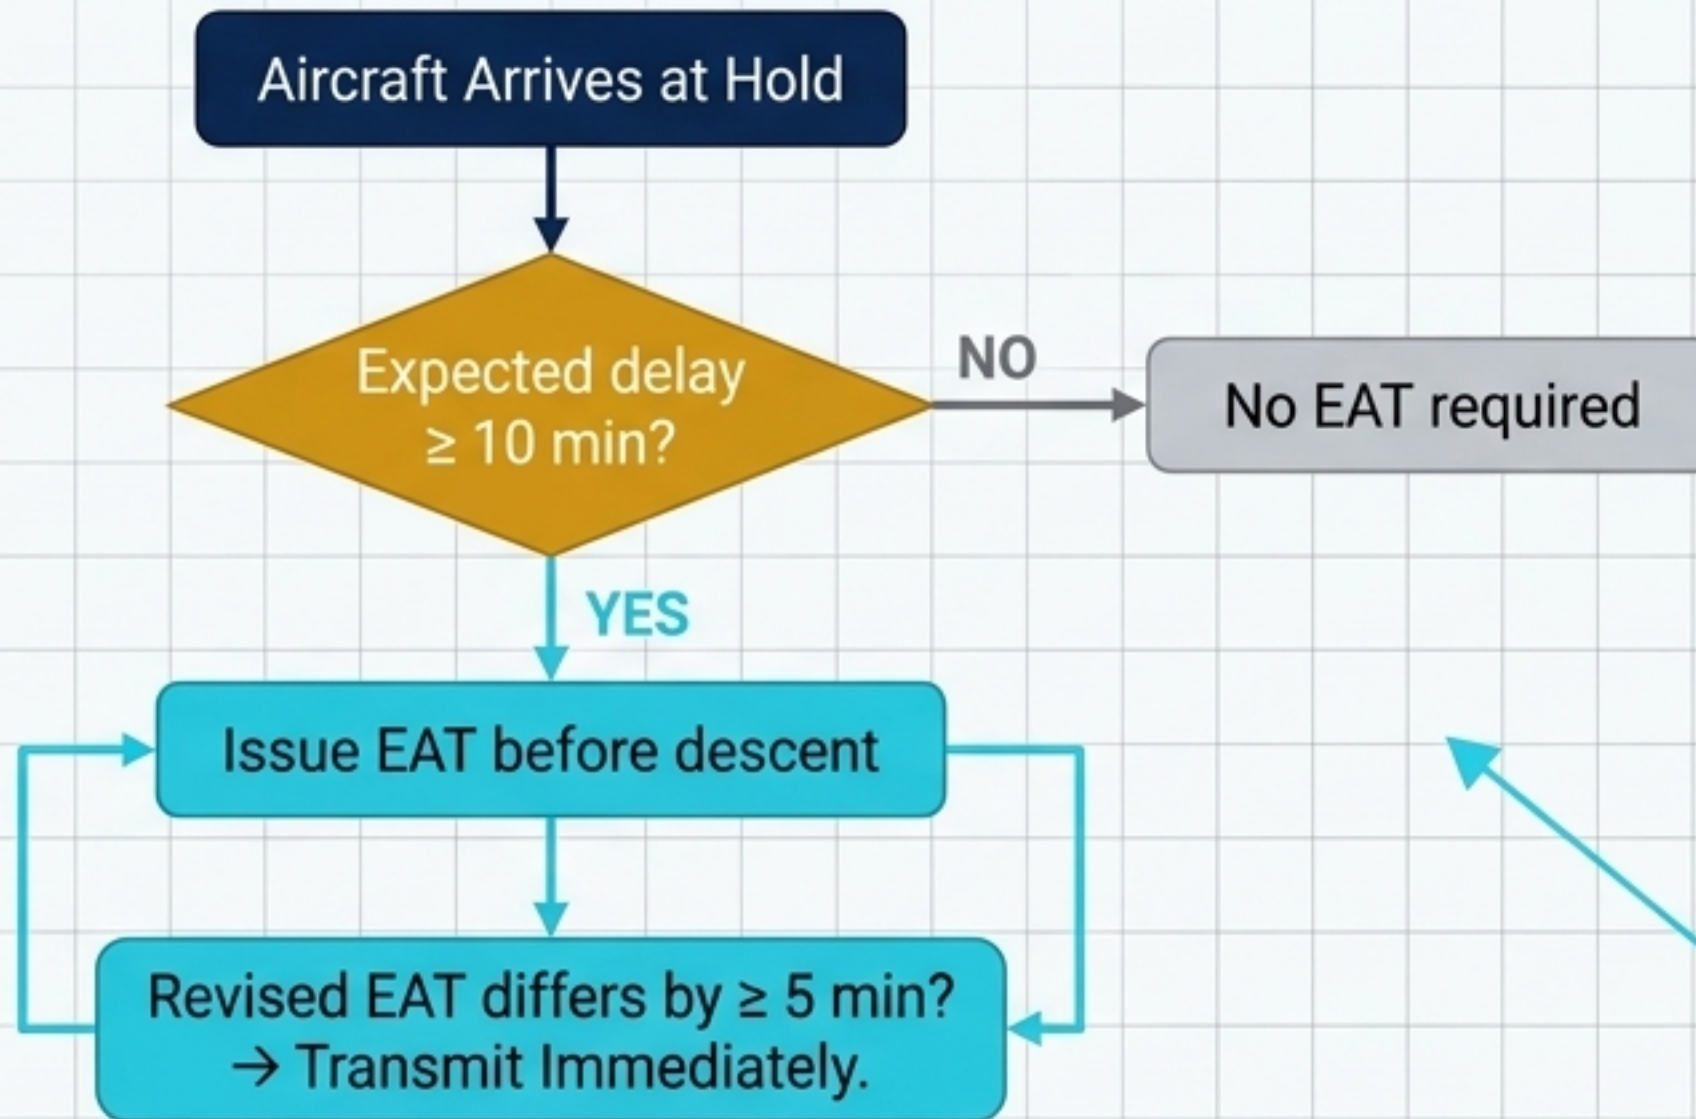 Aircraft Arrives at Hold
Expected delay
≥ 10 min?
NO
No EAT required
YES
Issue EAT before descent
Revised EAT differs by ≥ 5 min?
→ Transmit Immediately.